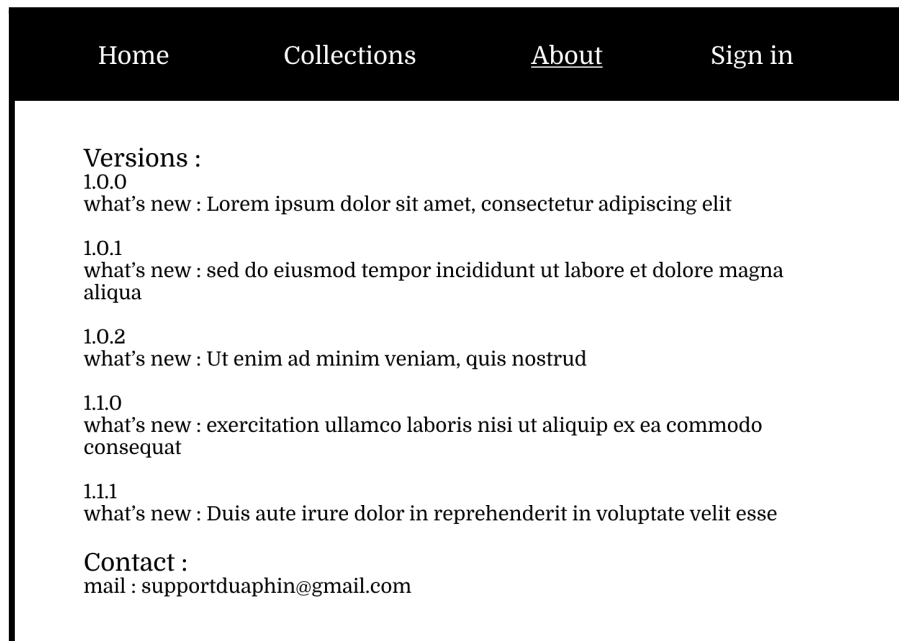 Home Collections About Sign in
Versions :
1.0.0
what's new : Lorem ipsum dolor sit amet, consectetur adipiscing elit
1.0.1
what's new : sed do eiusmod tempor incididunt ut labore et dolore magna
aliqua
1.0.2
what's new : Ut enim ad minim veniam, quis nostrud
1.1.0
what's new : exercitation ullamco laboris nisi ut aliquip ex ea commodo
consequat
1.1.1
what's new : Duis aute irure dolor in reprehenderit in voluptate velit esse
Contact :
mail : supportduaphin@gmail.com